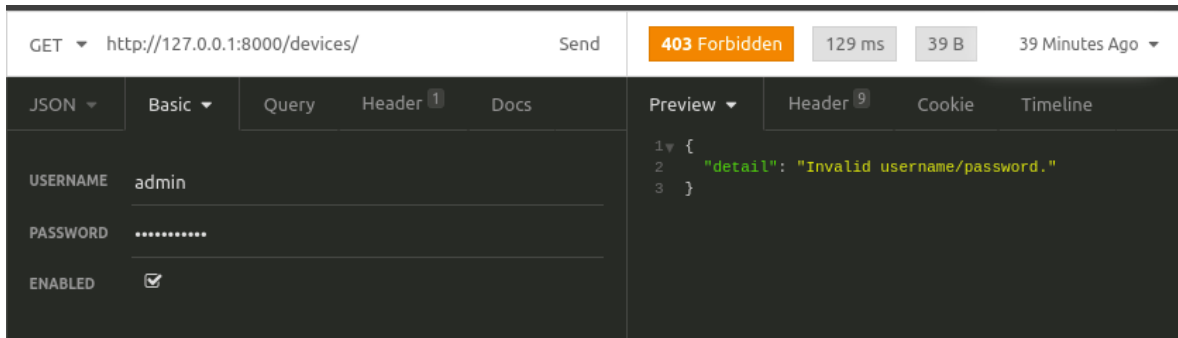 GET http://127.0.0.1:8000/devices/ Send 403 Forbidden 129 ms 39 B 39 Minutes Ago
JSON Basic Query Header 1 Docs Preview Header 9 Cookie Timeline
1 {
2 "detail": "Invalid username/password."
3 }
USERNAME admin
PASSWORD •••••••••••
ENABLED